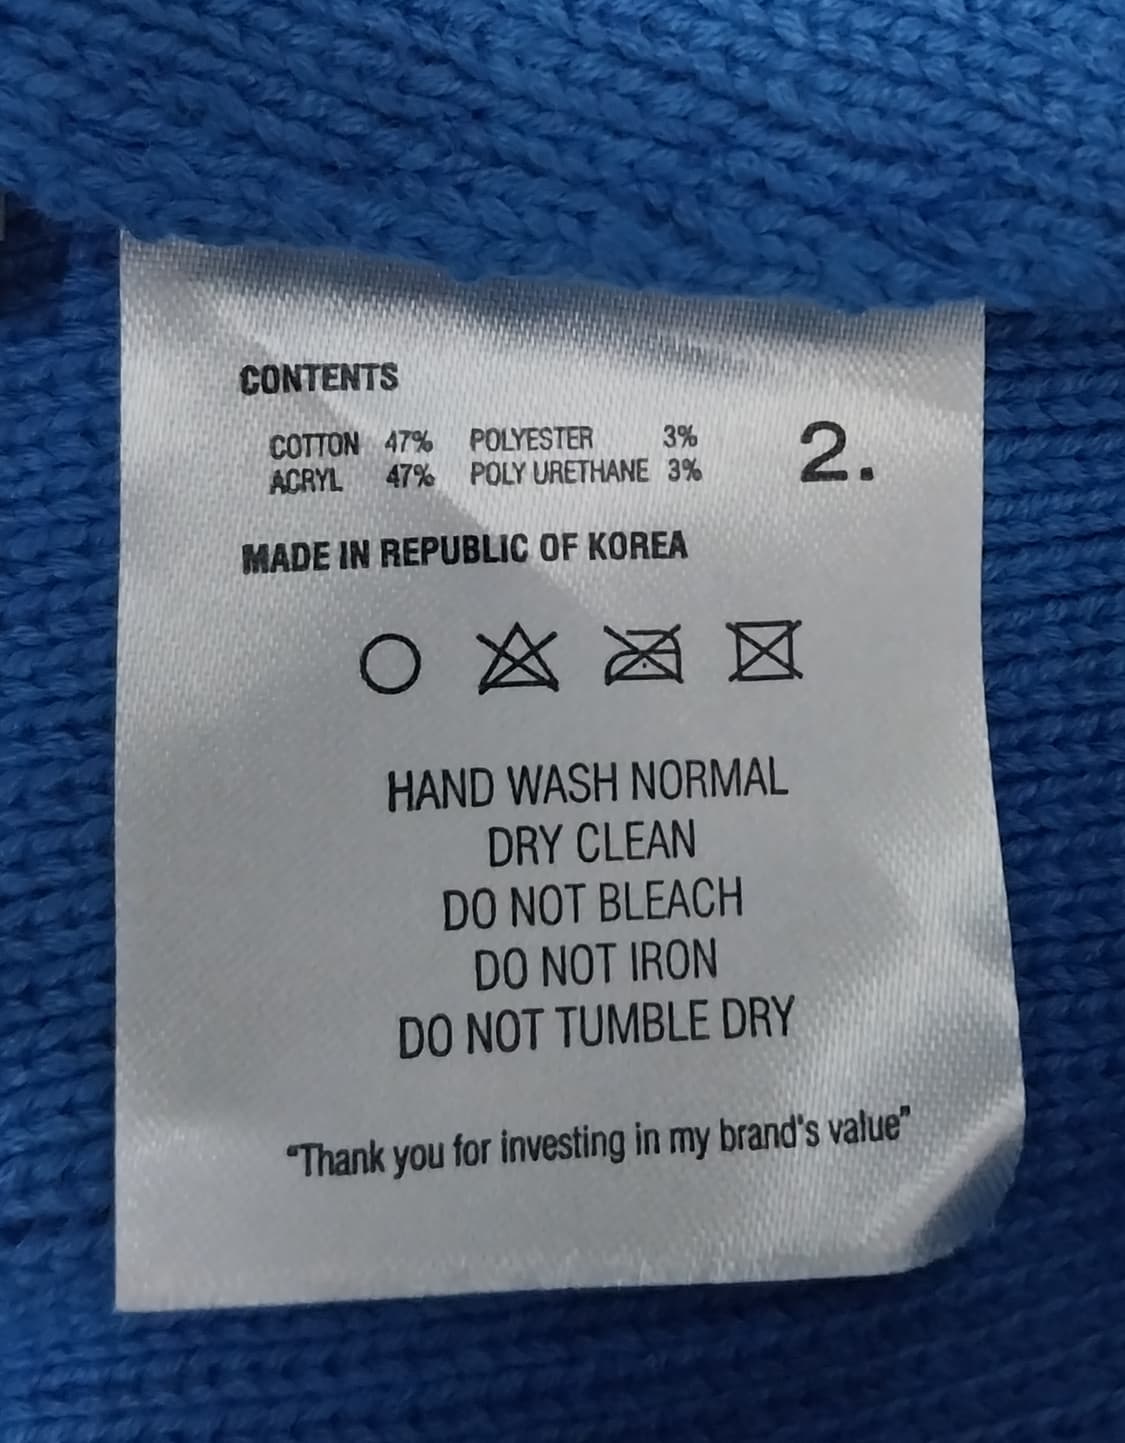 CONTENTS
COTTON 47% POLYESTER 3%
ACRYL 47% POLY URETHANE 3%
2.
MADE IN REPUBLIC OF KOREA
HAND WASH NORMAL
DRY CLEAN
DO NOT BLEACH
DO NOT IRON
DO NOT TUMBLE DRY
“Thank you for investing in my brand's value”